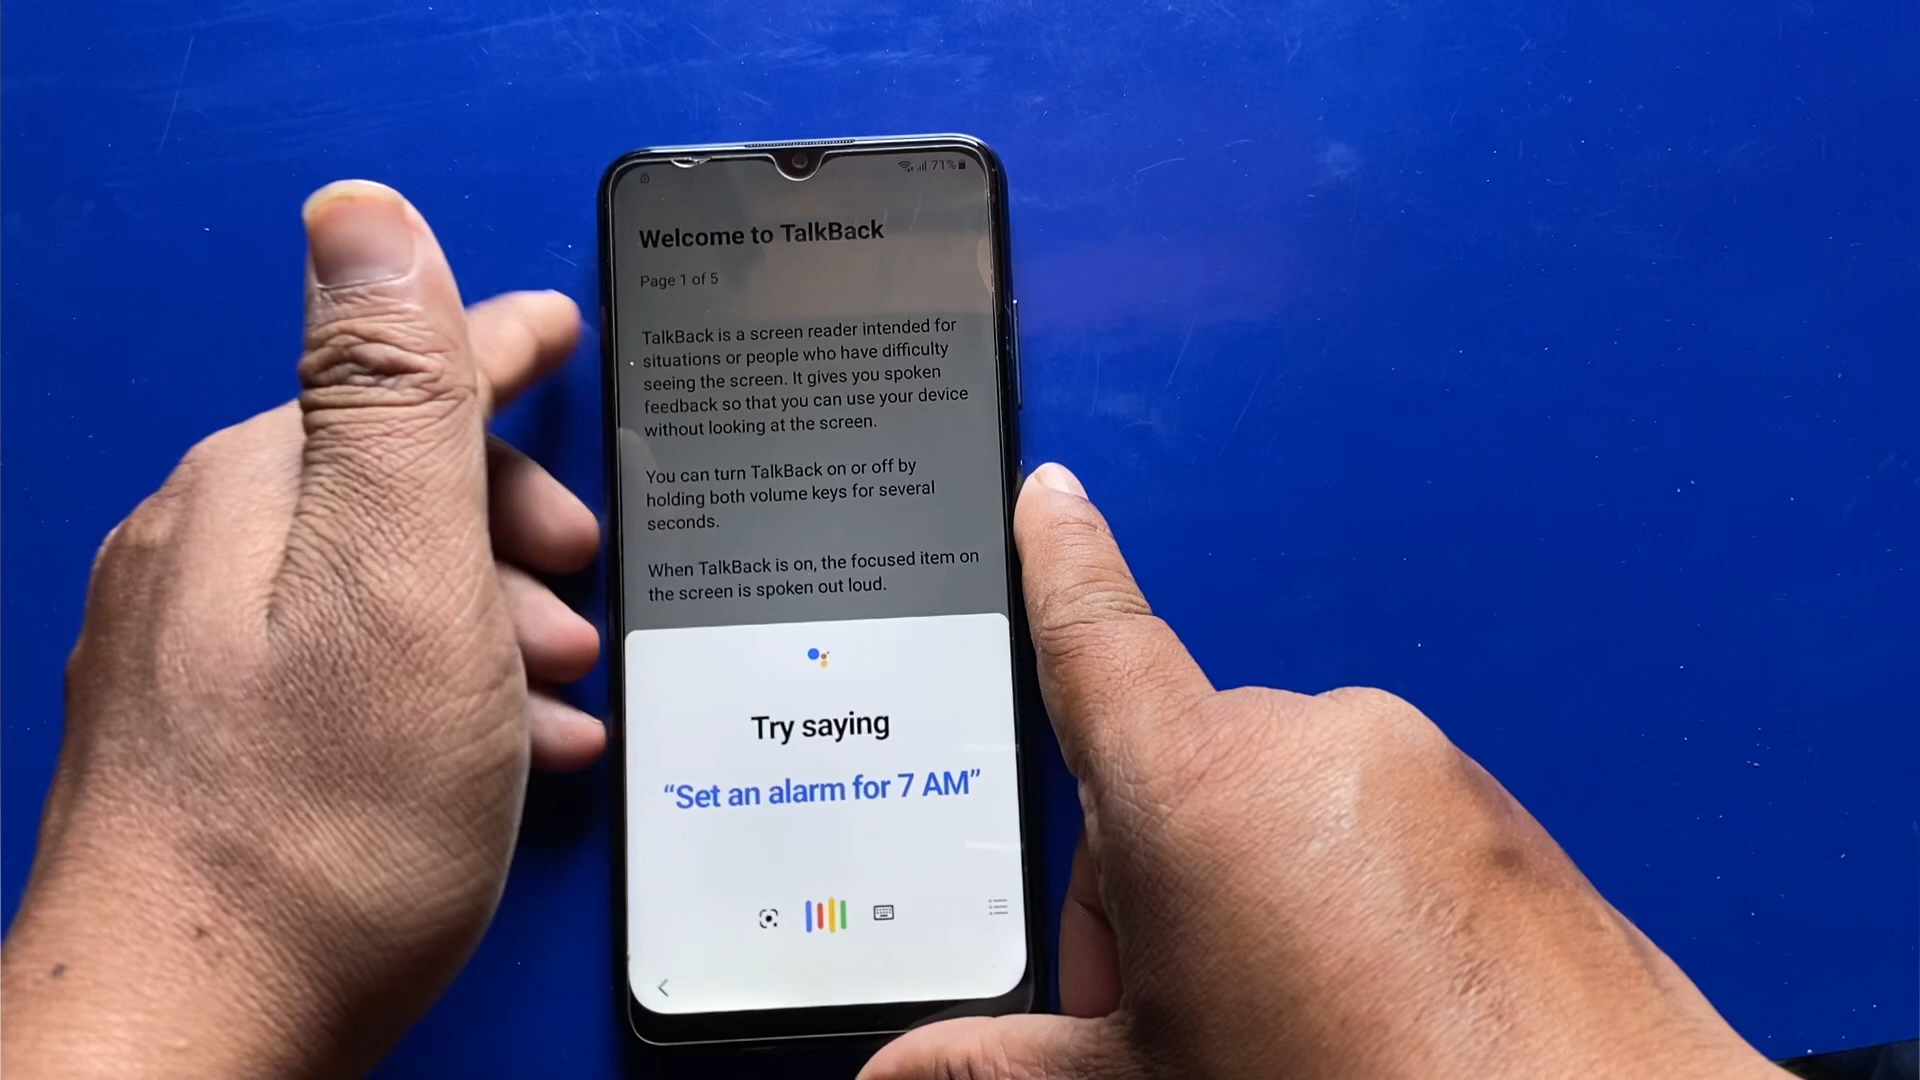 71%
Welcome to TalkBack
Page 1 of 5
TalkBack is a screen reader intended for
situations or people who have difficulty
seeing the screen. It gives you spoken
feedback so that you can use your device
without looking at the screen.
You can turn TalkBack on or off by
holding both volume keys for several
seconds.
When TalkBack is on, the focused item on
the screen is spoken out loud.
Try saying
“Set an alarm for 7 AM”